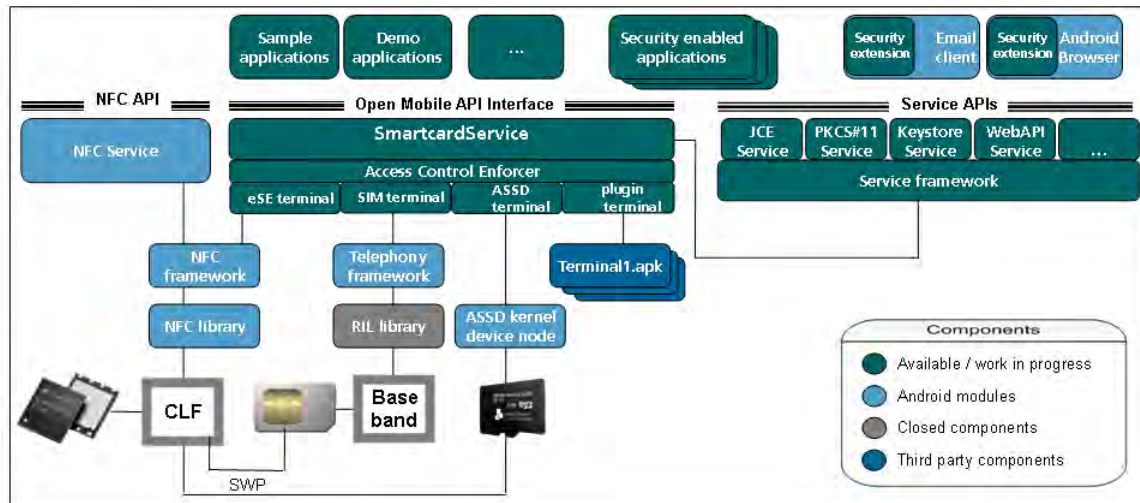 Sample
applications
Demo
applications
...
Security enabled
applications
Security
extension
Email
client
Security
extension
Android
Browser
NFC API
Open Mobile API Interface
Service APIs
NFC Service
SmartcardService
Access Control Enforcer
eSE terminal
SIM terminal
ASSD
terminal
plugin
terminal
JCE
Service
PKCS#11
Service
Keystore
Service
WebAPI
Service
...
Service framework
NFC
framework
Telephony
framework
Terminal1.apk
NFC library
RIL library
ASSD kernel
device node
CLF
Base
band
SWP
Components
Available / work in progress
Android modules
Closed components
Third party components